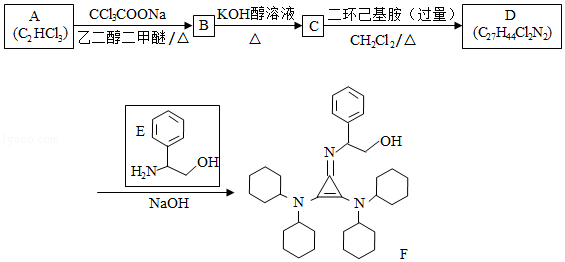 A
(C₂HCl₃)
CCl₃COONa
乙二醇二甲醚/△
B
KOH醇溶液
△
C
二环己基胺(过量)
CH₂Cl₂/△
D
(C₂₇H₄₄Cl₂N₂)
E
H₂N
OH
NaOH
N
OH
N
N
F